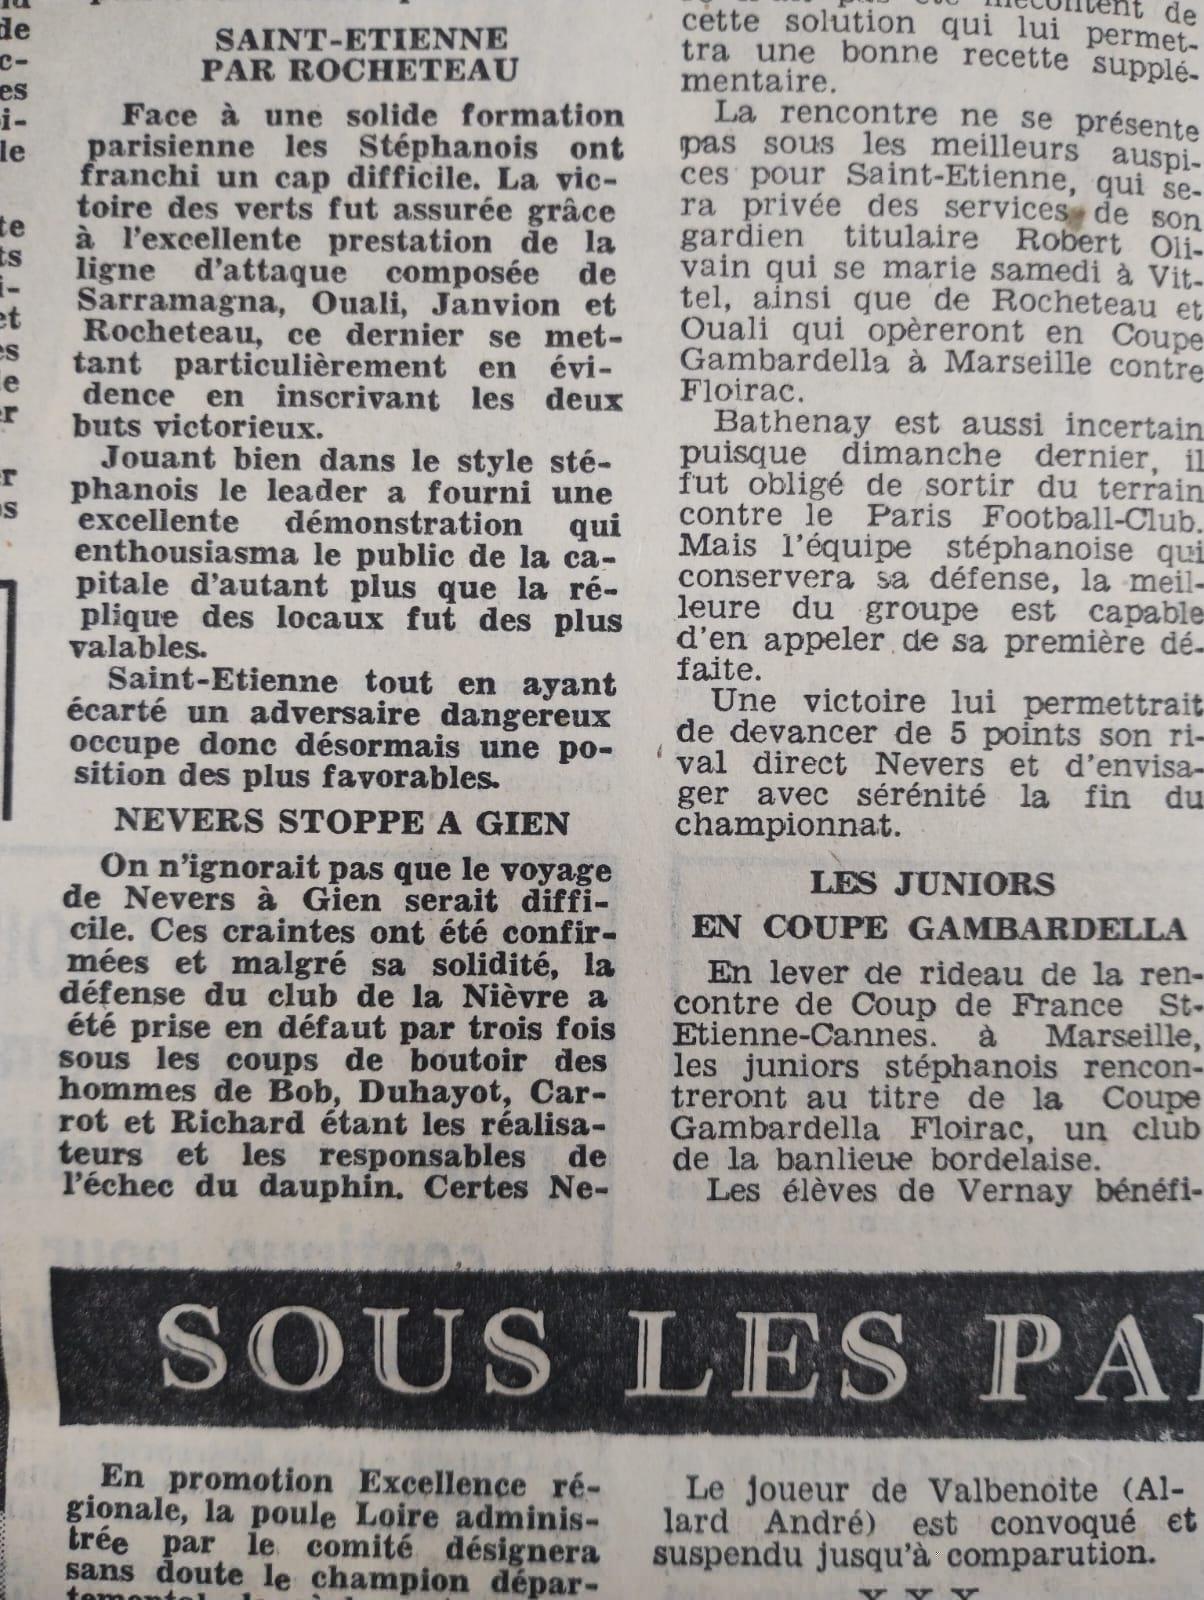 de
c-
es
i-
le
te
ts
i-
et
es
le
er
er
os
SAINT-ETIENNE
PAR ROCHETEAU
Face à une solide formation
parisienne les Stéphanois ont
franchi un cap difficile. La vic-
toire des verts fut assurée grâce
à l'excellente prestation de la
ligne d'attaque composée de
Sarramagna, Ouali, Janvion et
Rocheteau, ce dernier se met-
tant particulièrement en évi-
dence en inscrivant les deux
buts victorieux.
Jouant bien dans le style sté-
phanois le leader a fourni une
excellente démonstration qui
enthousiasma le public de la ca-
pitale d'autant plus que la ré-
plique des locaux fut des plus
valables.
Saint-Etienne tout en ayant
écarté un adversaire dangereux
occupe donc désormais une po-
sition des plus favorables.
NEVERS STOPPE A GIEN
On n'ignorait pas que le voyage
de Nevers à Gien serait diffi-
cile. Ces craintes ont été confir-
mées et malgré sa solidité, la
défense du club de la Nièvre a
été prise en défaut par trois fois
sous les coups de boutoir des
hommes de Bob, Duhayot, Car-
rot et Richard étant les réalisa-
teurs et les responsables de
l'échec du dauphin. Certes Ne-
mécontent de
cette solution qui lui permet-
tra une bonne recette supplé-
mentaire.
La rencontre ne se présente
pas sous les meilleurs auspi-
ces pour Saint-Etienne, qui se-
ra privée des services de son
gardien titulaire Robert Oli-
vain qui se marie samedi à Vit-
tel, ainsi que de Rocheteau et
Ouali qui opèreront en Coupe
Gambardella à Marseille contre
Floirac.
Bathenay est aussi incertain
puisque dimanche dernier, il
fut obligé de sortir du terrain
contre le Paris Football-Club.
Mais l'équipe stéphanoise qui
conservera sa défense, la meil-
leure du groupe est capable
d'en appeler de sa première dé-
faite.
Une victoire lui permettrait
de devancer de 5 points son ri-
val direct Nevers et d'envisa-
ger avec sérénité la fin du
championnat.
LES JUNIORS
EN COUPE GAMBARDELLA
En lever de rideau de la ren-
contre de Coup de France St-
Etienne-Cannes. à Marseille,
les juniors stéphanois rencon-
treront au titre de la Coupe
Gambardella Floirac, un club
de la banlieue bordelaise.
Les élèves de Vernay bénéfi-
SOUS LES PA
En promotion Excellence ré-
gionale, la poule Loire adminis-
trée par le comité désignera
sans doute le champion dépar-
Le joueur de Valbenoite (Al-
lard André) est convoqué et
suspendu jusqu'à comparution.
X X X